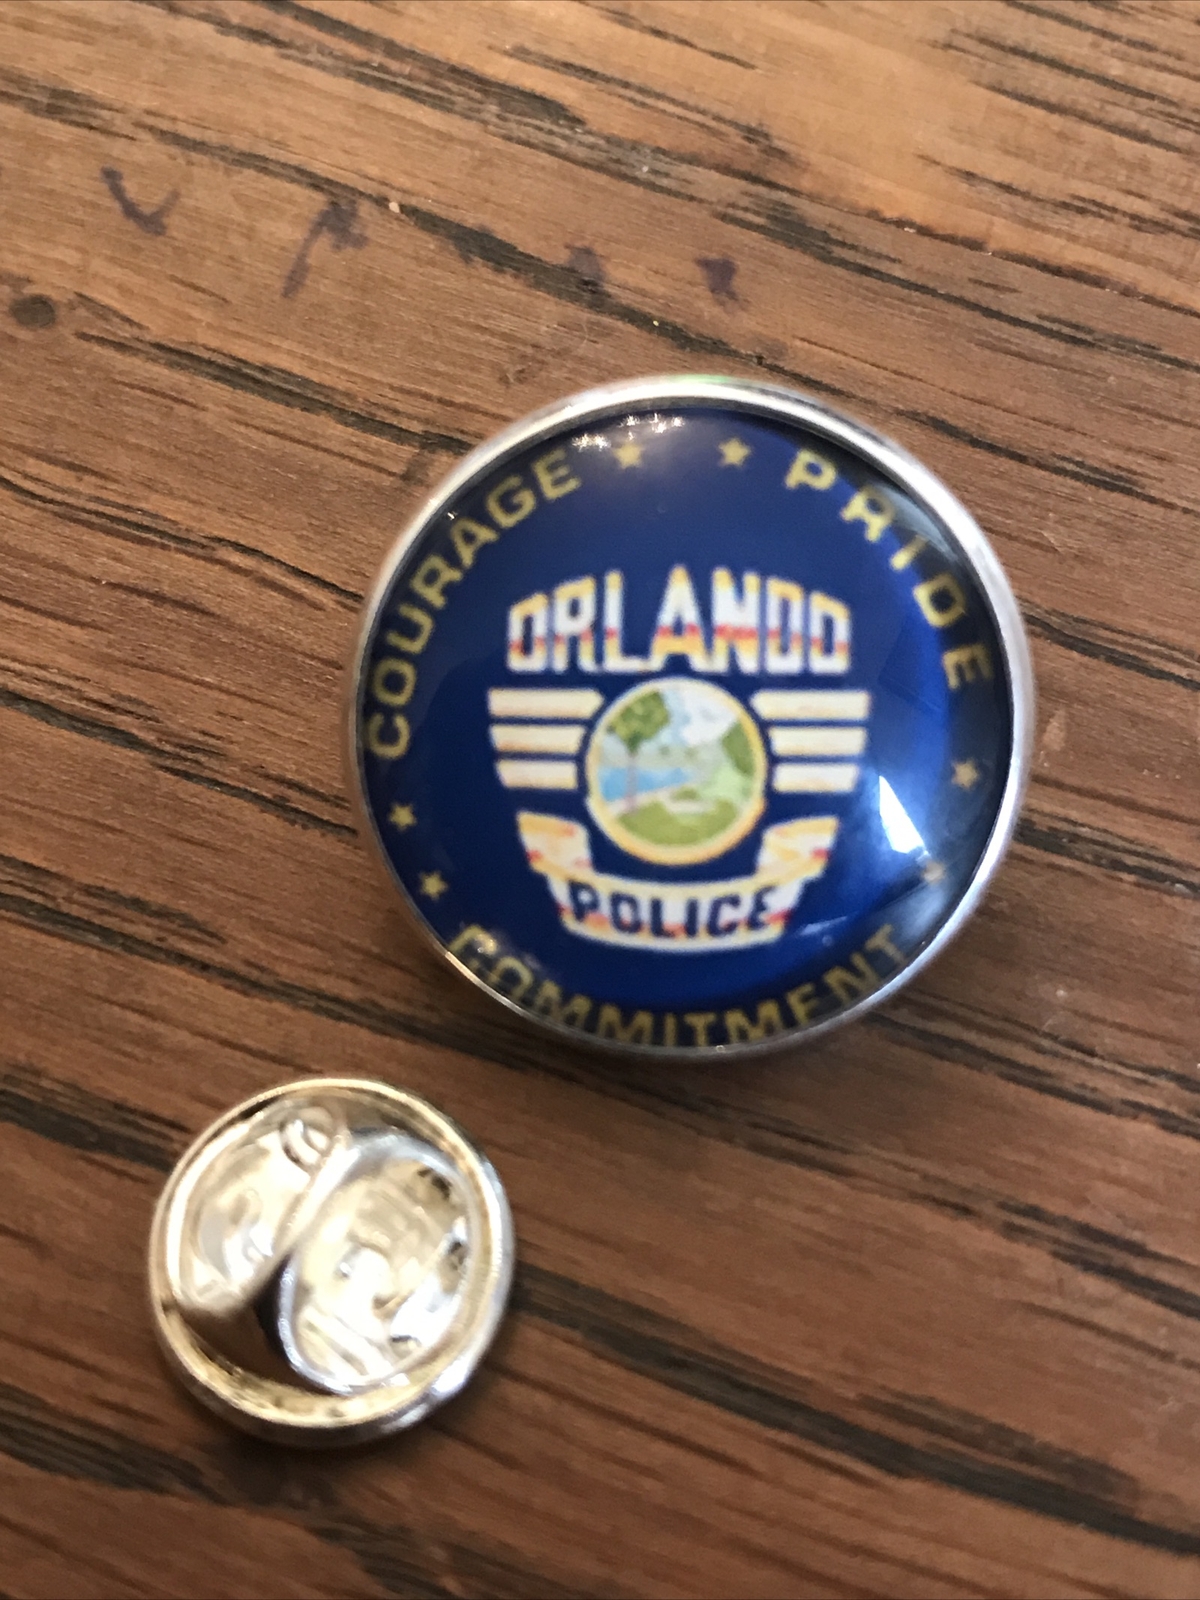 COURAGE
PRIDE
ORLANDO
POLICE
COMMITMENT